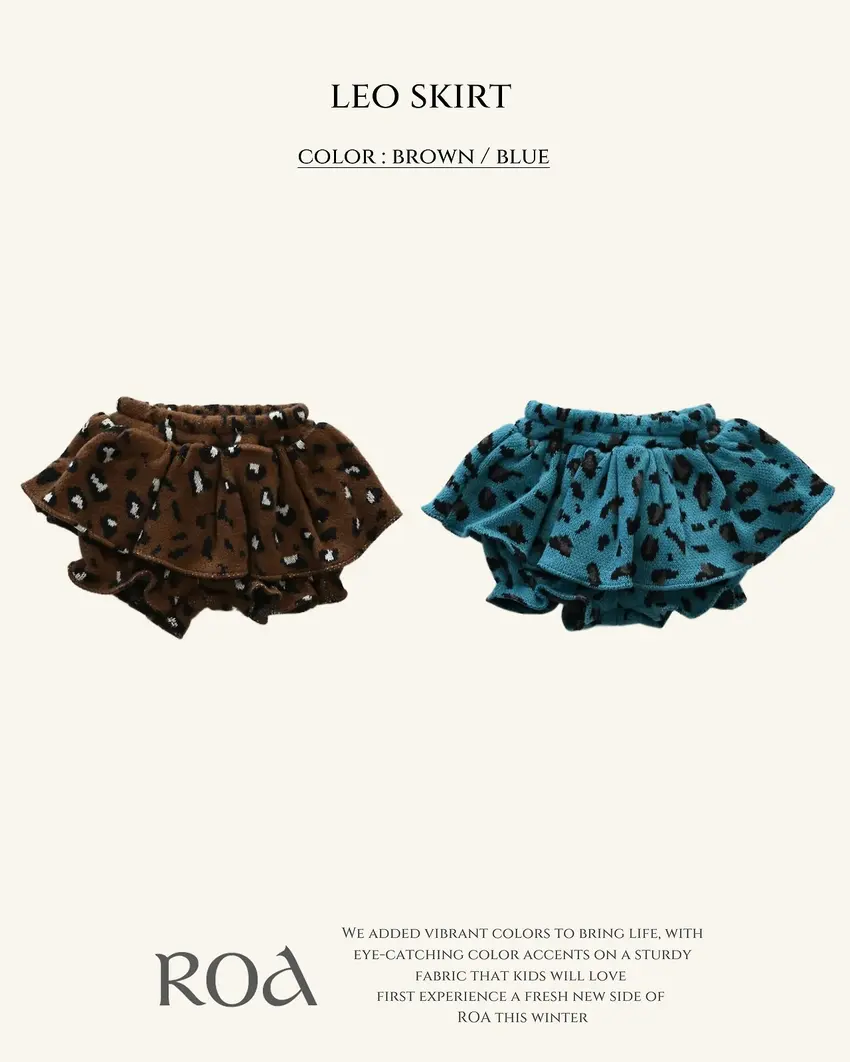 LEO SKIRT
COLOR : BROWN / BLUE
ROA
WE ADDED VIBRANT COLORS TO BRING LIFE, WITH
EYE-CATCHING COLOR ACCENTS ON A STURDY
FABRIC THAT KIDS WILL LOVE
FIRST EXPERIENCE A FRESH NEW SIDE OF
ROA THIS WINTER